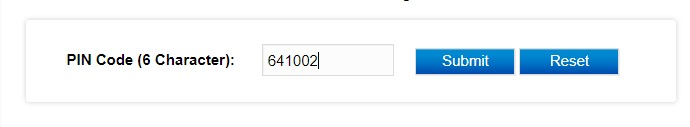 PIN Code (6 Character): 641002 Submit Reset